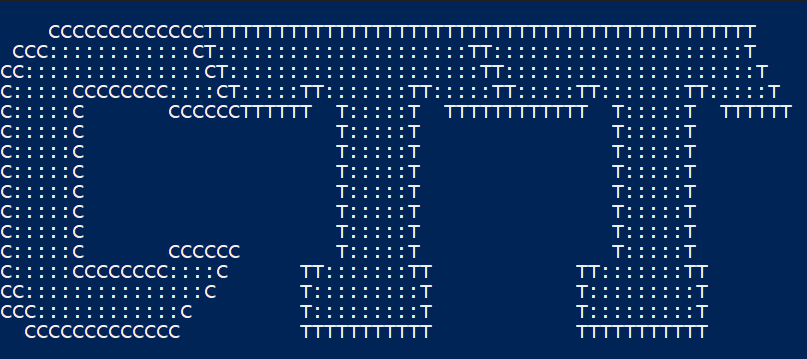 CCCCCCCCCCCCCTTTTTTTTTTTTTTTTTTTTTTTTTTTTTTTTTTTTTTTTTTTTTT
 CCC::::::::::::CT:::::::::::::::::::::TT:::::::::::::::::::::T
CC:::::::::::::::CT:::::::::::::::::::::TT:::::::::::::::::::::T
C:::::CCCCCCCC::::CT:::::TT:::::::TT:::::TT:::::TT:::::::TT:::::T
C:::::C       CCCCCCTTTTTT  T:::::T  TTTTTTTTTTTT  T:::::T  TTTTTT
C:::::C                     T:::::T                T:::::T
C:::::C                     T:::::T                T:::::T
C:::::C                     T:::::T                T:::::T
C:::::C                     T:::::T                T:::::T
C:::::C                     T:::::T                T:::::T
C:::::C                     T:::::T                T:::::T
C:::::C       CCCCCC        T:::::T                T:::::T
C:::::CCCCCCCC::::C      TT:::::::TT            TT:::::::TT
CC:::::::::::::::C       T:::::::::T            T:::::::::T
CCC::::::::::::C         T:::::::::T            T:::::::::T
  CCCCCCCCCCCCC          TTTTTTTTTTT            TTTTTTTTTTT